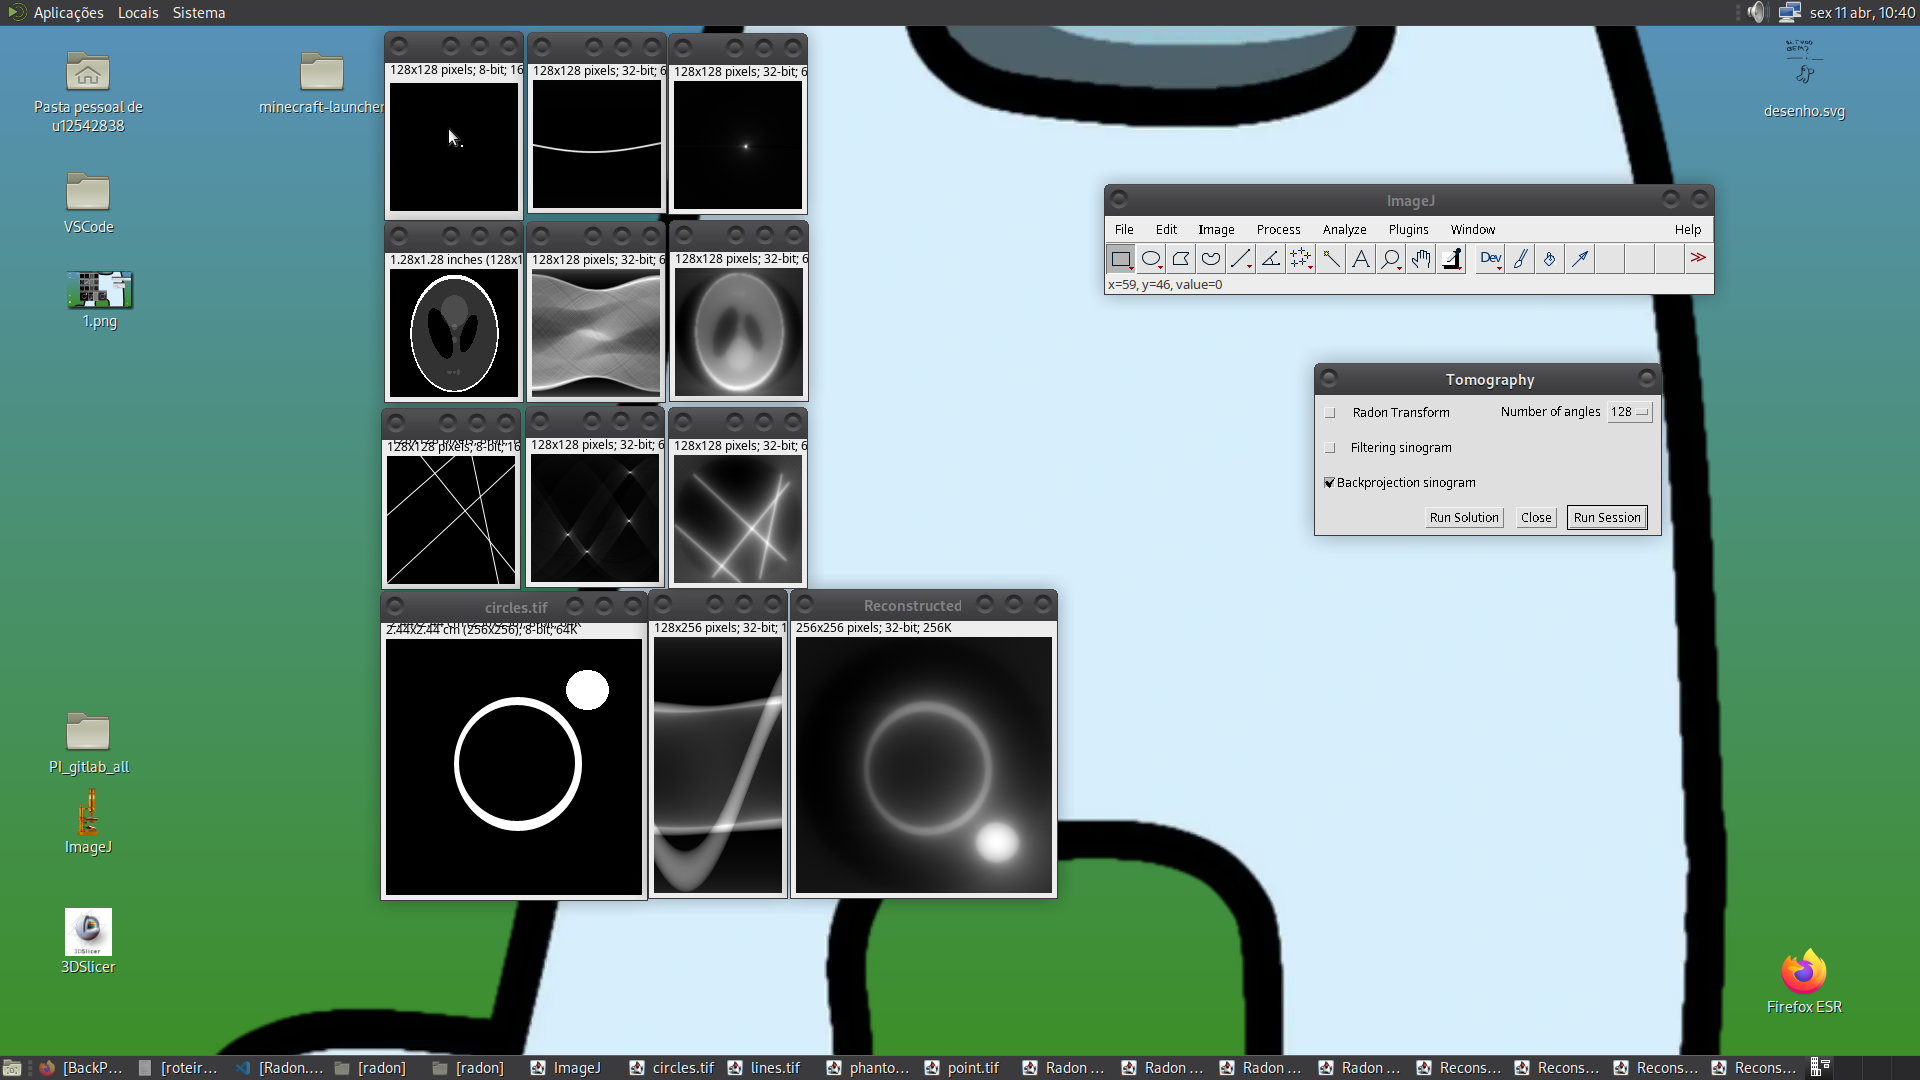 Aplicações Locais Sistema
sex 11 abr, 10:40
Pasta pessoal de
u12542838
minecraft-launcher
VSCode
1.png
PI_gitlab_all
ImageJ
3DSlicer
desenho.svg
Firefox ESR
128x128 pixels; 8-bit; 16
128x128 pixels; 32-bit; 6
128x128 pixels; 32-bit; 6
1.28x1.28 inches (128x1
128x128 pixels; 32-bit; 6
128x128 pixels; 32-bit; 6
128x128 pixels; 8-bit; 16
128x128 pixels; 32-bit; 6
128x128 pixels; 32-bit; 6
circles.tif
2.44x2.44 cm (256x256); 8-bit; 64K
128x256 pixels; 32-bit; 1
Reconstructed
256x256 pixels; 32-bit; 256K
ImageJ
File Edit Image Process Analyze Plugins Window Help
Dev
x=59, y=46, value=0
Tomography
Radon Transform Number of angles 128
Filtering sinogram
Backprojection sinogram
Run Solution Close Run Session
[BackP... [roteir... [Radon.... [radon] [radon] ImageJ circles.tif lines.tif phanto... point.tif Radon ... Radon ... Radon ... Radon ... Recons... Recons... Recons... Recons...